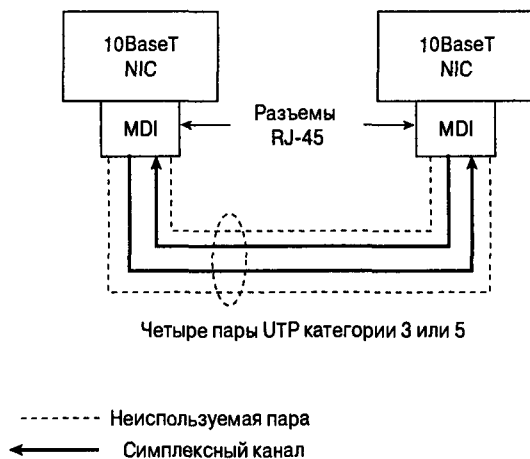 10BaseT
NIC
10BaseT
NIC
MDI
Разъемы
RJ-45
MDI
Четыре пары UTP категории 3 или 5
Неиспользуемая пара
Симплексный канал